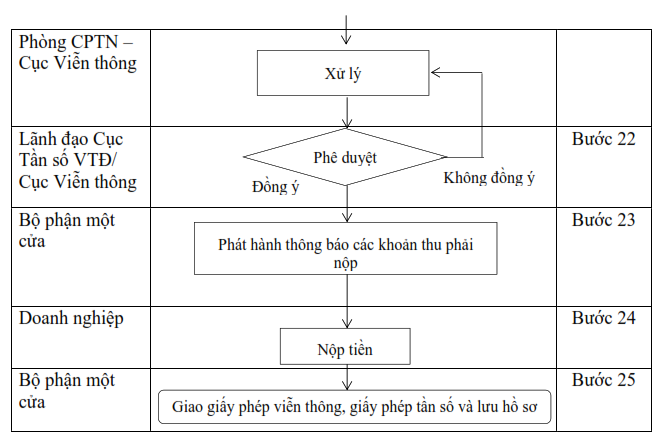 Phòng CPTN –
Cục Viễn thông
Xử lý
Lãnh đạo Cục
Tần số VTĐ/
Cục Viễn thông
Phê duyệt
Đồng ý
Không đồng ý
Bước 22
Bộ phận một
cửa
Phát hành thông báo các khoản thu phải
nộp
Bước 23
Doanh nghiệp
Nộp tiền
Bước 24
Bộ phận một
cửa
Giao giấy phép viễn thông, giấy phép tần số và lưu hồ sơ
Bước 25